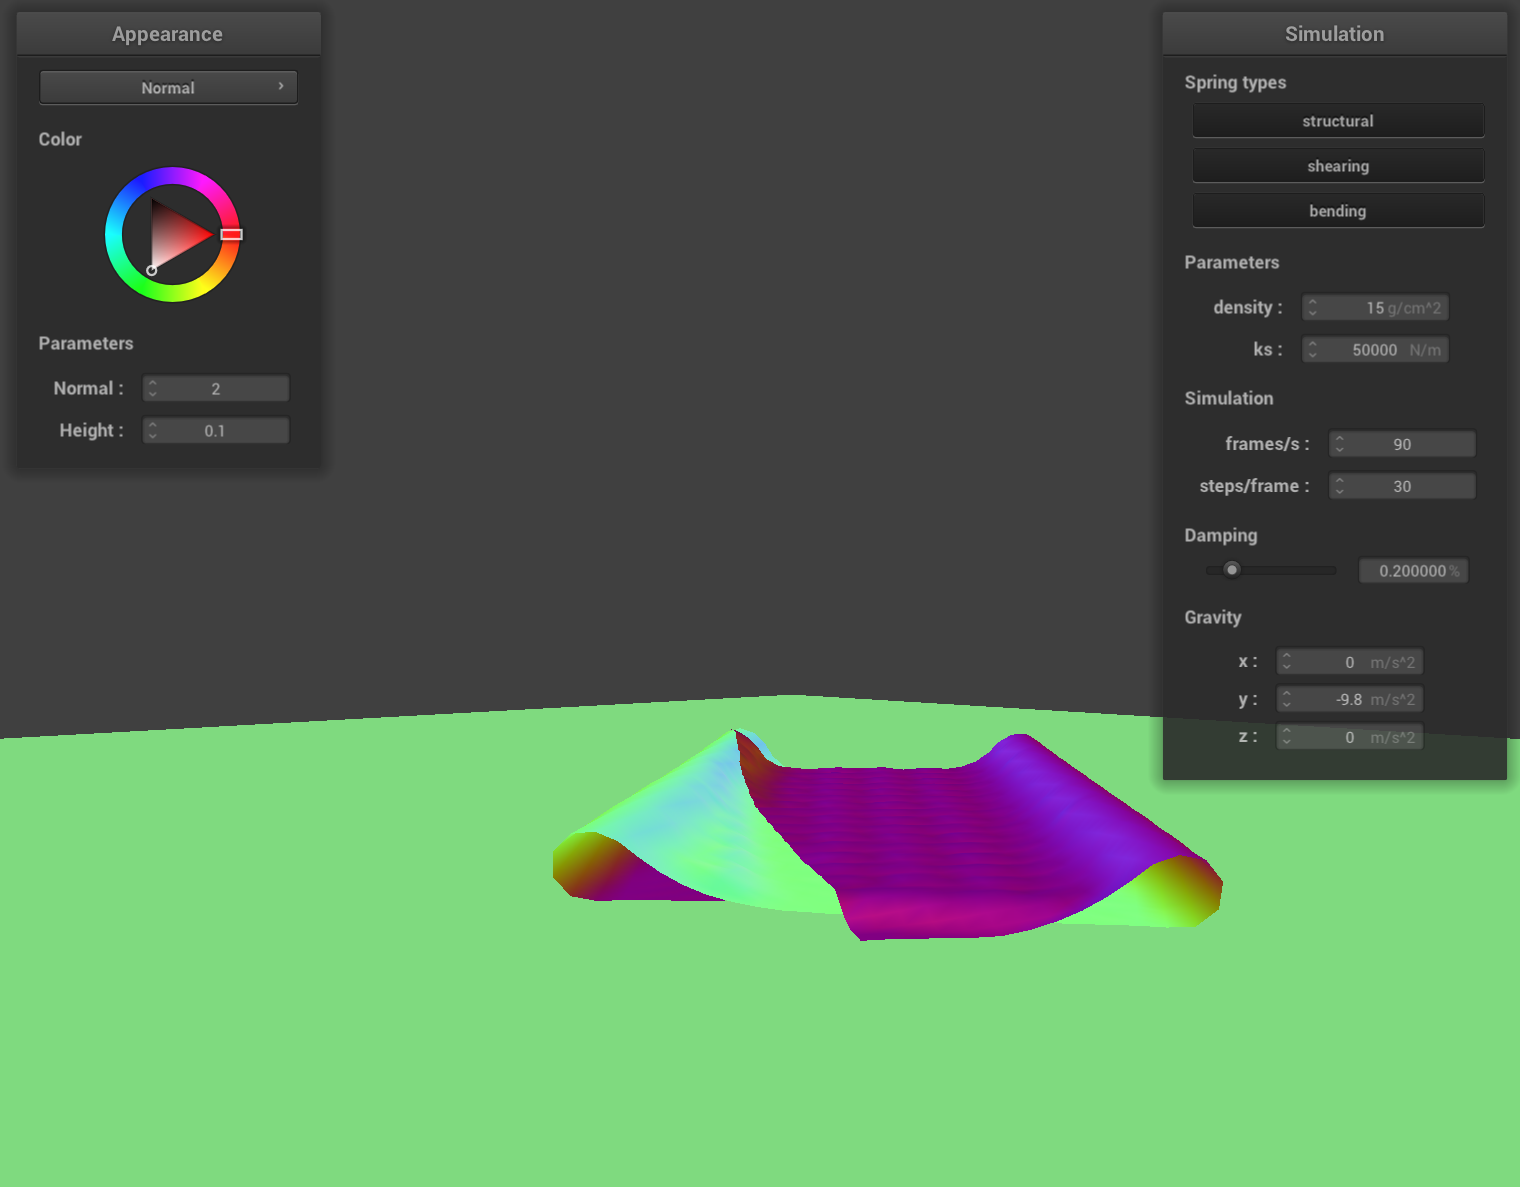 Appearance
Normal
Color
Parameters
Normal : 2
Height : 0.1
Simulation
Spring types
structural
shearing
bending
Parameters
density : 15 g/cm^2
ks : 50000 N/m
Simulation
frames/s : 90
steps/frame : 30
Damping
0.200000 %
Gravity
x : 0 m/s^2
y : -9.8 m/s^2
z : 0 m/s^2